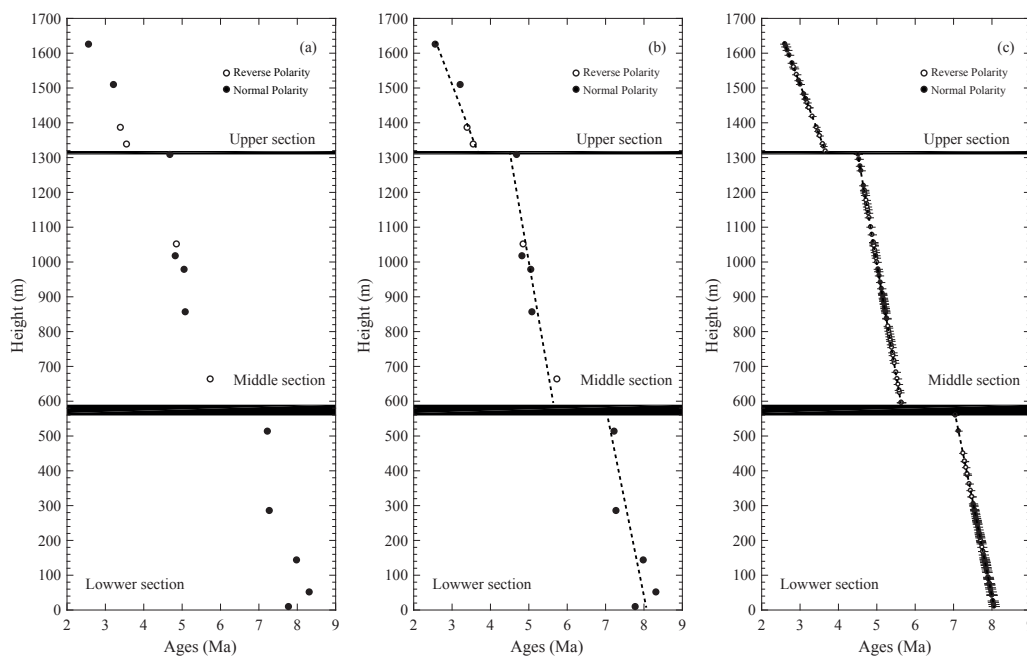 1700
1600
1500
1400
1300
1200
1100
1000
900
800
700
600
500
400
300
200
100
0
Height (m)
(a)
Reverse Polarity
Normal Polarity
Upper section
Middle section
Lowwer section
2 3 4 5 6 7 8 9
Ages (Ma)
1700
1600
1500
1400
1300
1200
1100
1000
900
800
700
600
500
400
300
200
100
0
Height (m)
(b)
Reverse Polarity
Normal Polarity
Upper section
Middle section
Lowwer section
2 3 4 5 6 7 8 9
Ages (Ma)
1700
1600
1500
1400
1300
1200
1100
1000
900
800
700
600
500
400
300
200
100
0
Height (m)
(c)
Reverse Polarity
Normal Polarity
Upper section
Middle section
Lowwer section
2 3 4 5 6 7 8 9
Ages (Ma)